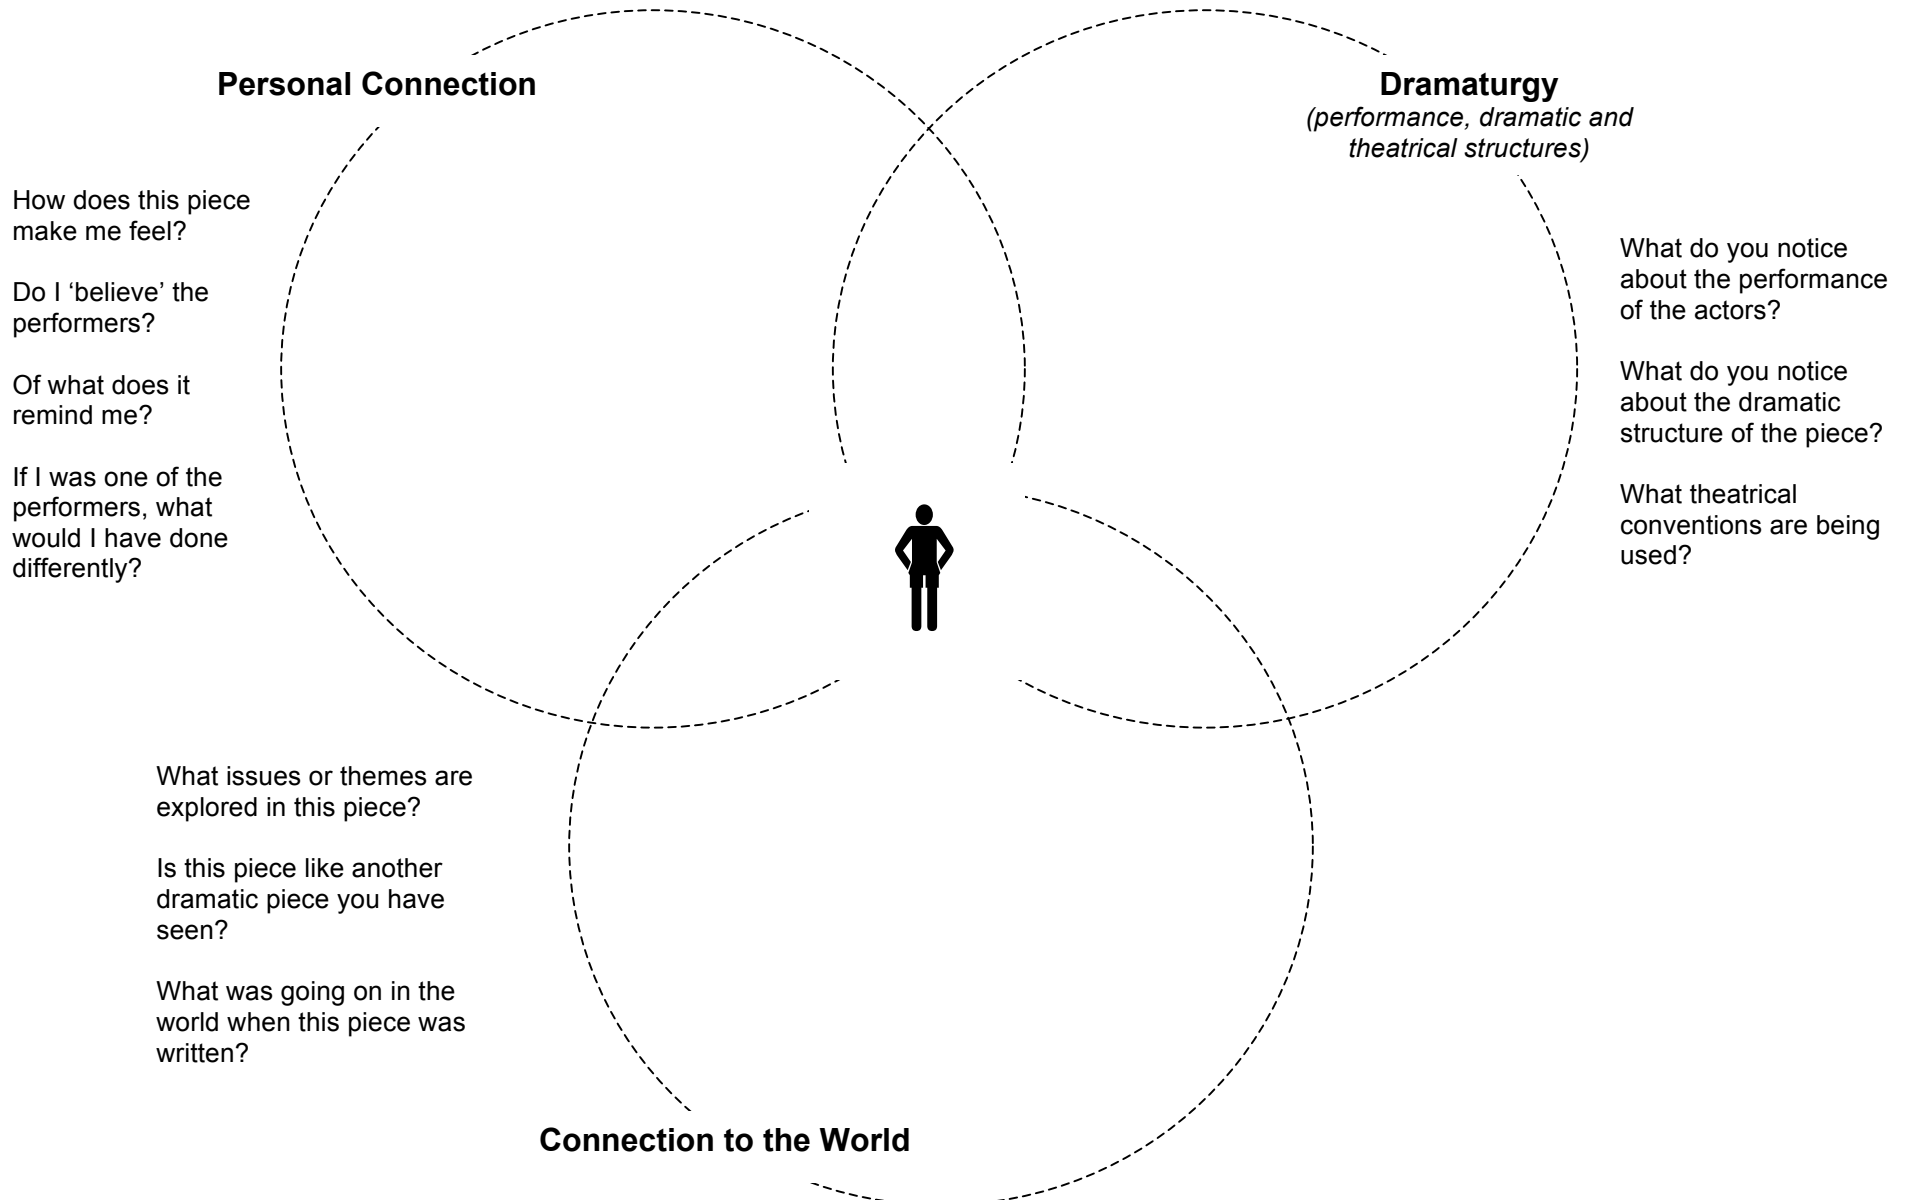 Personal Connection
Dramaturgy
(performance, dramatic and
theatrical structures)
How does this piece
make me feel?
Do I ‘believe’ the
performers?
Of what does it
remind me?
If I was one of the
performers, what
would I have done
differently?
What do you notice
about the performance
of the actors?
What do you notice
about the dramatic
structure of the piece?
What theatrical
conventions are being
used?
What issues or themes are
explored in this piece?
Is this piece like another
dramatic piece you have
seen?
What was going on in the
world when this piece was
written?
Connection to the World